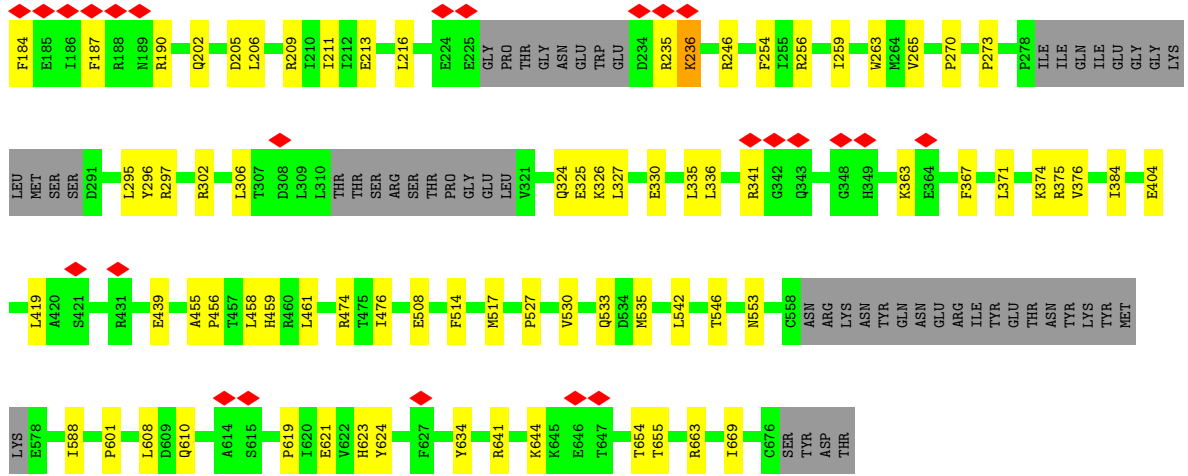 F184 E185 I186 F187 R188 N189 R190 Q202 D205 L206 R209 I210 I211 I212 E213 L216 E224 E225 GLY PRO THR GLY ASN GLU TRP GLU D234 R235 K236 R246 F254 I255 R256 I259 W263 M264 V265 P270 P273 P278 ILE ILE GLN ILE GLU GLY GLY LYS
LEU MET SER SER D291 L295 Y296 R297 R302 L306 T307 D308 L309 L310 THR THR SER ARG SER THR PRO GLY GLU LEU V321 Q324 E325 K326 L327 E330 L335 L336 R341 G342 Q343 G348 H349 K363 E364 F367 L371 K374 R375 V376 I384 E404
L419 A420 S421 R431 E439 A455 P456 T457 L458 H459 R460 L461 R474 T475 I476 E508 F514 M517 P527 V530 Q533 D534 M535 L542 T546 N553 C558 ASN ARG LYS ASN TYR GLN ASN GLU ARG ILE TYR GLU THR ASN TYR LYS TYR MET
LYS E578 I588 P601 L608 D609 Q610 A614 S615 P619 I620 E621 V622 H623 Y624 F627 Y634 R641 K644 K645 E646 T647 T654 T655 R663 I669 C676 SER TYR ASP THR